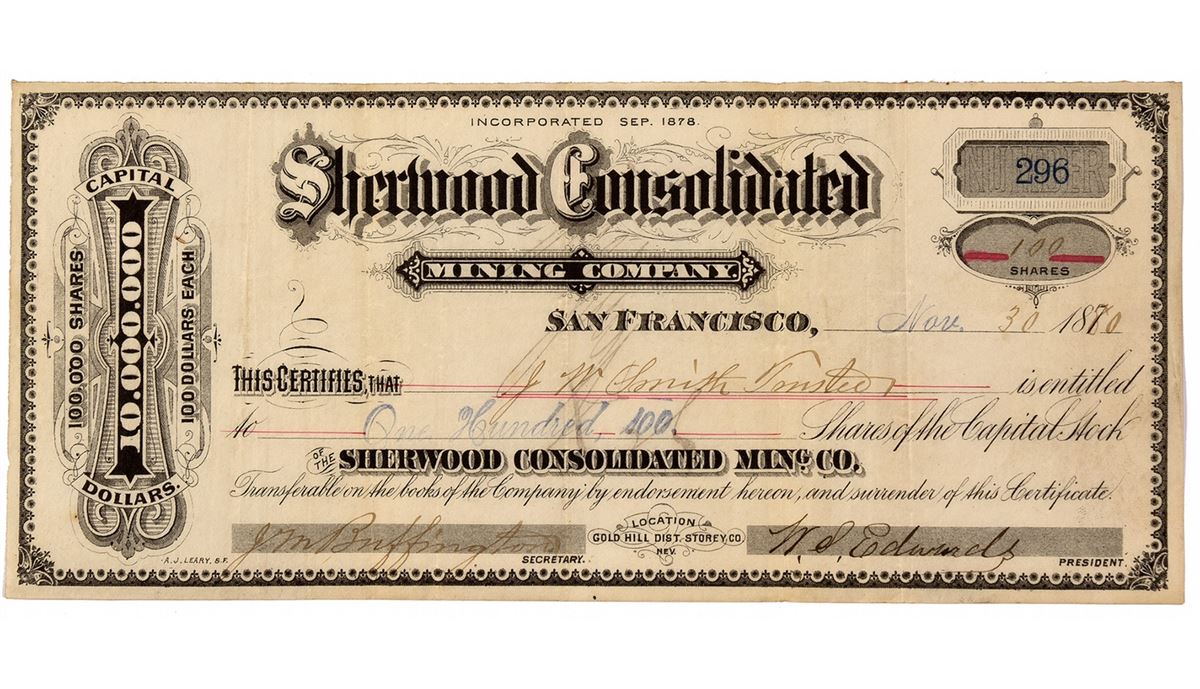 INCORPORATED SEP. 1878.
Sherwood Consolidated
MINING COMPANY.
NUMBER
296
100
SHARES
CAPITAL
10.000.000
DOLLARS.
100,000 SHARES
100 DOLLARS EACH
SAN FRANCISCO, Nov. 30 1880
THIS CERTIFIES, THAT J W Smith Trustee is entitled
to One Hundred, 100. Shares of the Capital Stock
OF THE SHERWOOD CONSOLIDATED MING. CO.
Transferable on the books of the Company; by endorsement hereon, and surrender of this Certificate.
J M Buffington
SECRETARY.
LOCATION
GOLD HILL DIST. STOREY CO.
NEV.
W. S. Edwards
PRESIDENT.
A. J. LEARY, S.F.